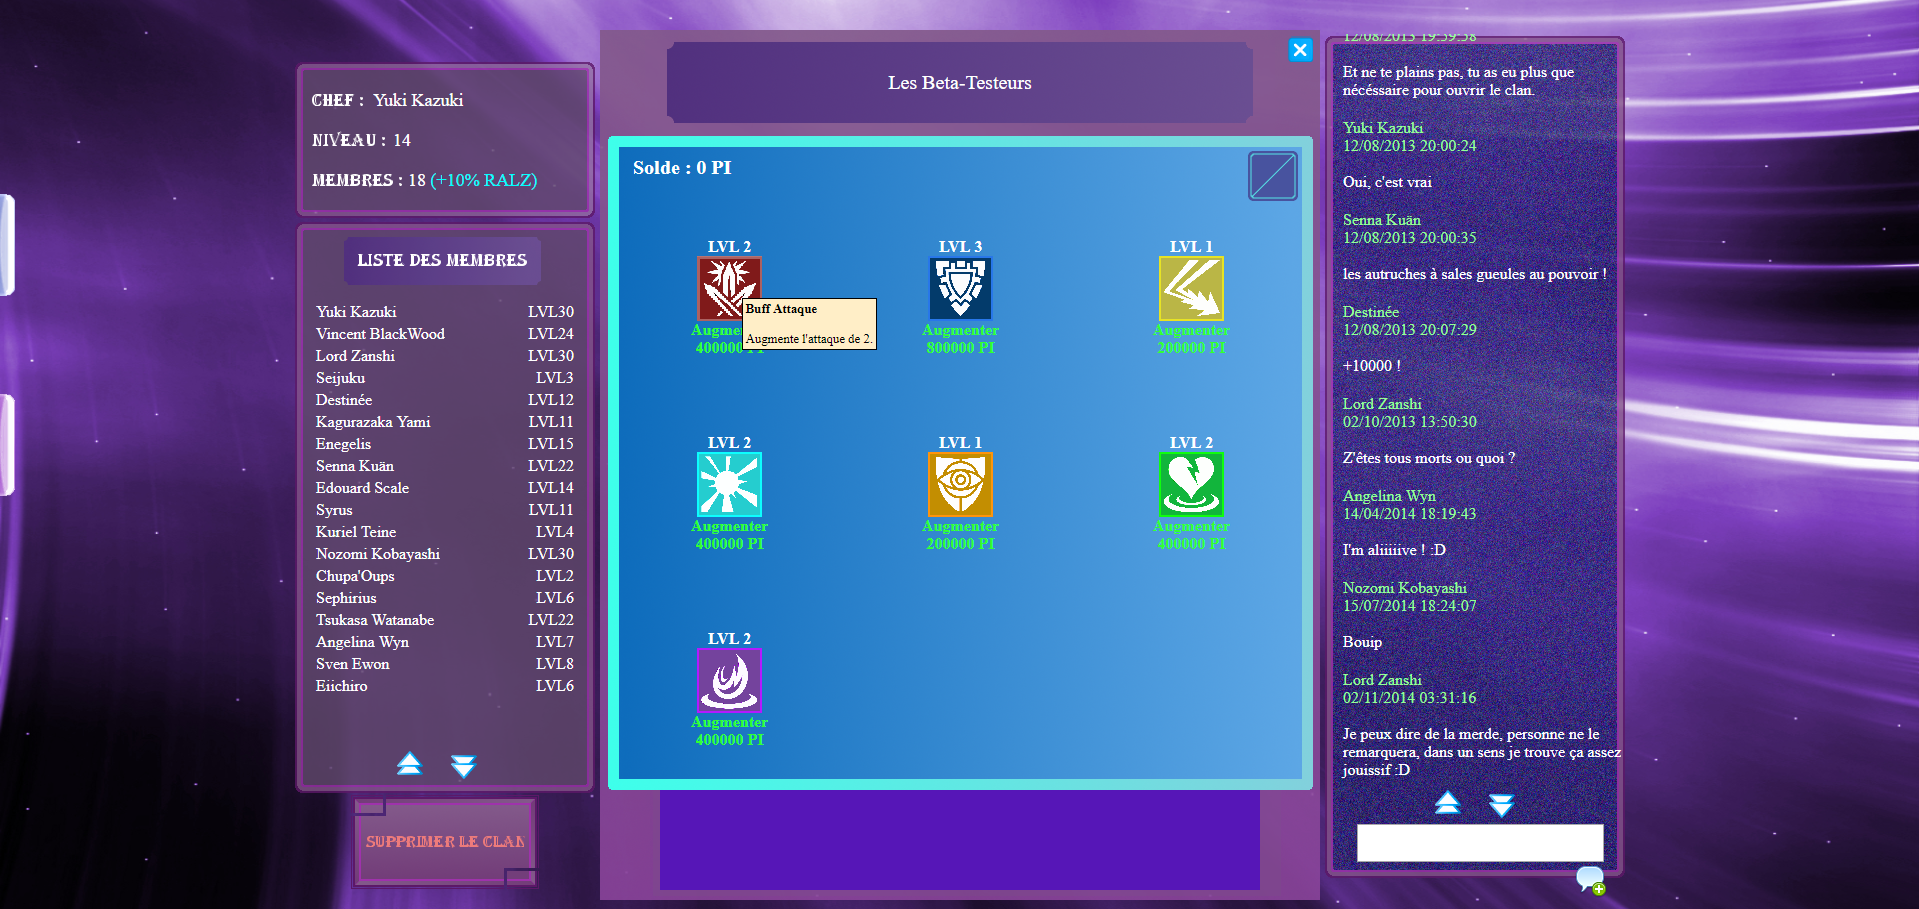 CHEF : Yuki Kazuki
NIVEAU : 14
MEMBRES : 18 (+10% RALZ)
LISTE DES MEMBRES
Yuki Kazuki LVL30
Vincent BlackWood LVL24
Lord Zanshi LVL30
Seijuku LVL3
Destinée LVL12
Kagurazaka Yami LVL11
Enegelis LVL15
Senna Kuän LVL22
Edouard Scale LVL14
Syrus LVL11
Kuriel Teine LVL4
Nozomi Kobayashi LVL30
Chupa'Oups LVL2
Sephirius LVL6
Tsukasa Watanabe LVL22
Angelina Wyn LVL7
Sven Ewon LVL8
Eiichiro LVL6
SUPPRIMER LE CLAN
Les Beta-Testeurs
Solde : 0 PI
LVL 2
Augmenter
400000 PI
Buff Attaque
Augmente l'attaque de 2.
LVL 3
Augmenter
800000 PI
LVL 1
Augmenter
200000 PI
LVL 2
Augmenter
400000 PI
LVL 1
Augmenter
200000 PI
LVL 2
Augmenter
400000 PI
LVL 2
Augmenter
400000 PI
12/08/2013 19:59:58
Et ne te plains pas, tu as eu plus que
nécéssaire pour ouvrir le clan.
Yuki Kazuki
12/08/2013 20:00:24
Oui, c'est vrai
Senna Kuän
12/08/2013 20:00:35
les autruches à sales gueules au pouvoir !
Destinée
12/08/2013 20:07:29
+10000 !
Lord Zanshi
02/10/2013 13:50:30
Z'êtes tous morts ou quoi ?
Angelina Wyn
14/04/2014 18:19:43
I'm aliiiiive ! :D
Nozomi Kobayashi
15/07/2014 18:24:07
Bouip
Lord Zanshi
02/11/2014 03:31:16
Je peux dire de la merde, personne ne le
remarquera, dans un sens je trouve ça assez
jouissif :D